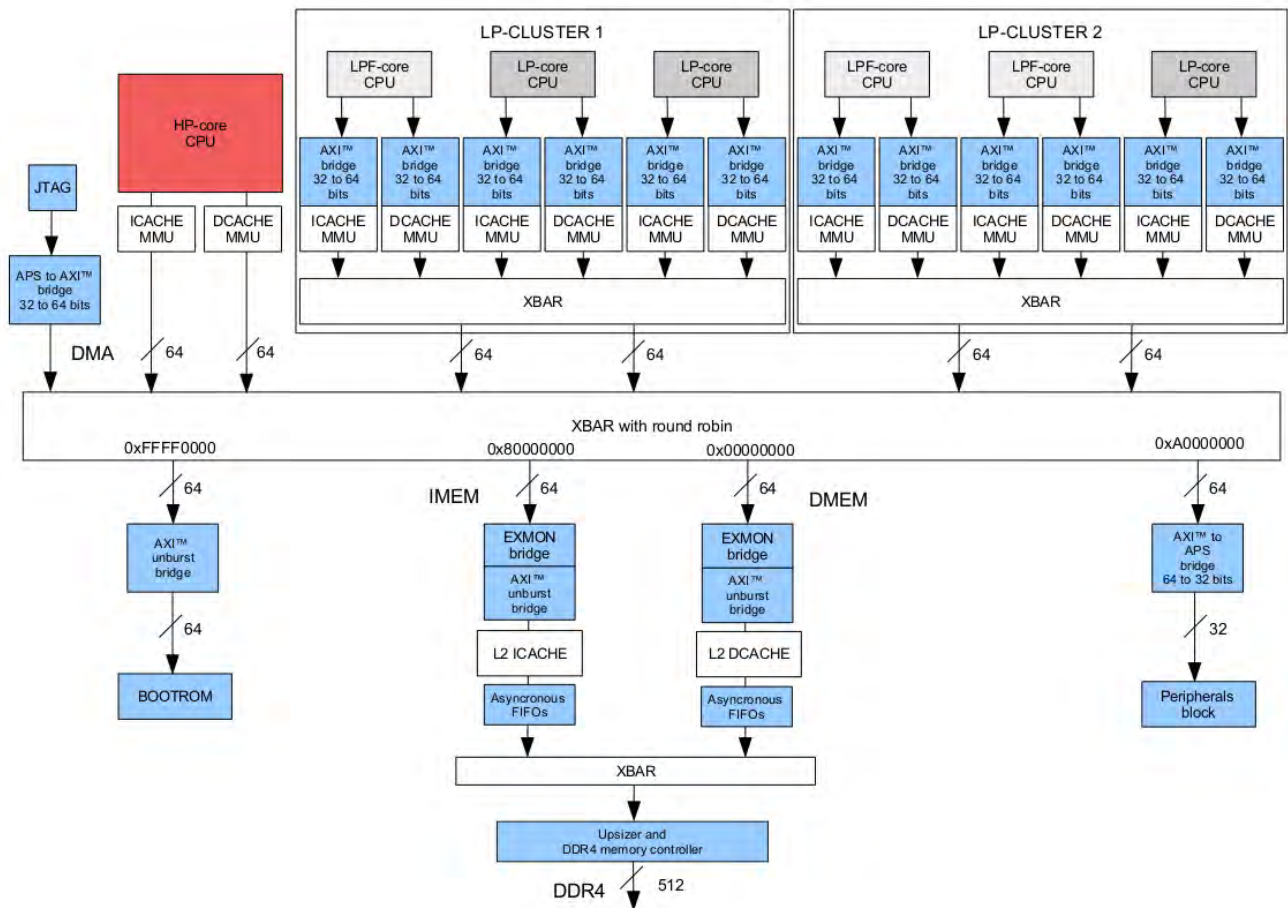 LP-CLUSTER 1
LP-CLUSTER 2
LPF-core
CPU
LP-core
CPU
LP-core
CPU
LPF-core
CPU
LPF-core
CPU
LP-core
CPU
HP-core
CPU
JTAG
AXI™
bridge
32 to 64
bits
AXI™
bridge
32 to 64
bits
AXI™
bridge
32 to 64
bits
AXI™
bridge
32 to 64
bits
AXI™
bridge
32 to 64
bits
AXI™
bridge
32 to 64
bits
AXI™
bridge
32 to 64
bits
AXI™
bridge
32 to 64
bits
AXI™
bridge
32 to 64
bits
AXI™
bridge
32 to 64
bits
AXI™
bridge
32 to 64
bits
AXI™
bridge
32 to 64
bits
ICACHE
MMU
DCACHE
MMU
ICACHE
MMU
DCACHE
MMU
ICACHE
MMU
DCACHE
MMU
ICACHE
MMU
DCACHE
MMU
ICACHE
MMU
DCACHE
MMU
ICACHE
MMU
DCACHE
MMU
ICACHE
MMU
DCACHE
MMU
APS to AXI™
bridge
32 to 64 bits
XBAR
XBAR
DMA
64
64
64
64
64
64
XBAR with round robin
0xFFFF0000
0x80000000
0x00000000
0xA0000000
64
IMEM
64
64
DMEM
64
AXI™
unburst
bridge
EXMON
bridge
AXI™
unburst
bridge
EXMON
bridge
AXI™
unburst
bridge
AXI™ to
APS
bridge
64 to 32 bits
64
32
L2 ICACHE
L2 DCACHE
BOOTROM
Asyncronous
FIFOs
Asyncronous
FIFOs
Peripherals
block
XBAR
Upsizer and
DDR4 memory controller
DDR4
512